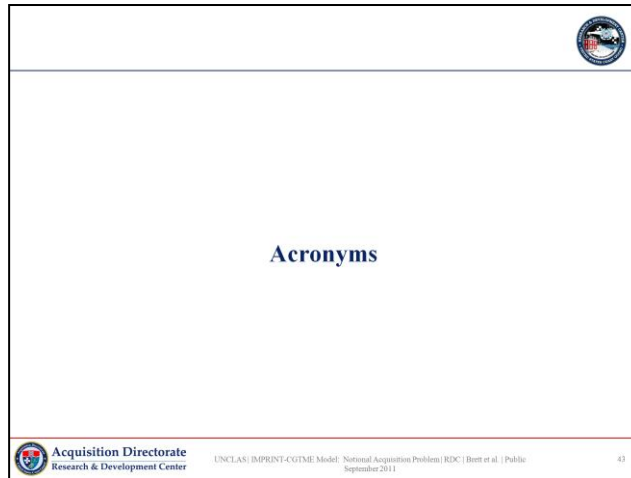 Acronyms
Acquisition Directorate
Research & Development Center
UNCLAS | IMPRINT-CGTME Model: Notional Acquisition Problem | RDC | Brett et al. | Public
September 2011
43